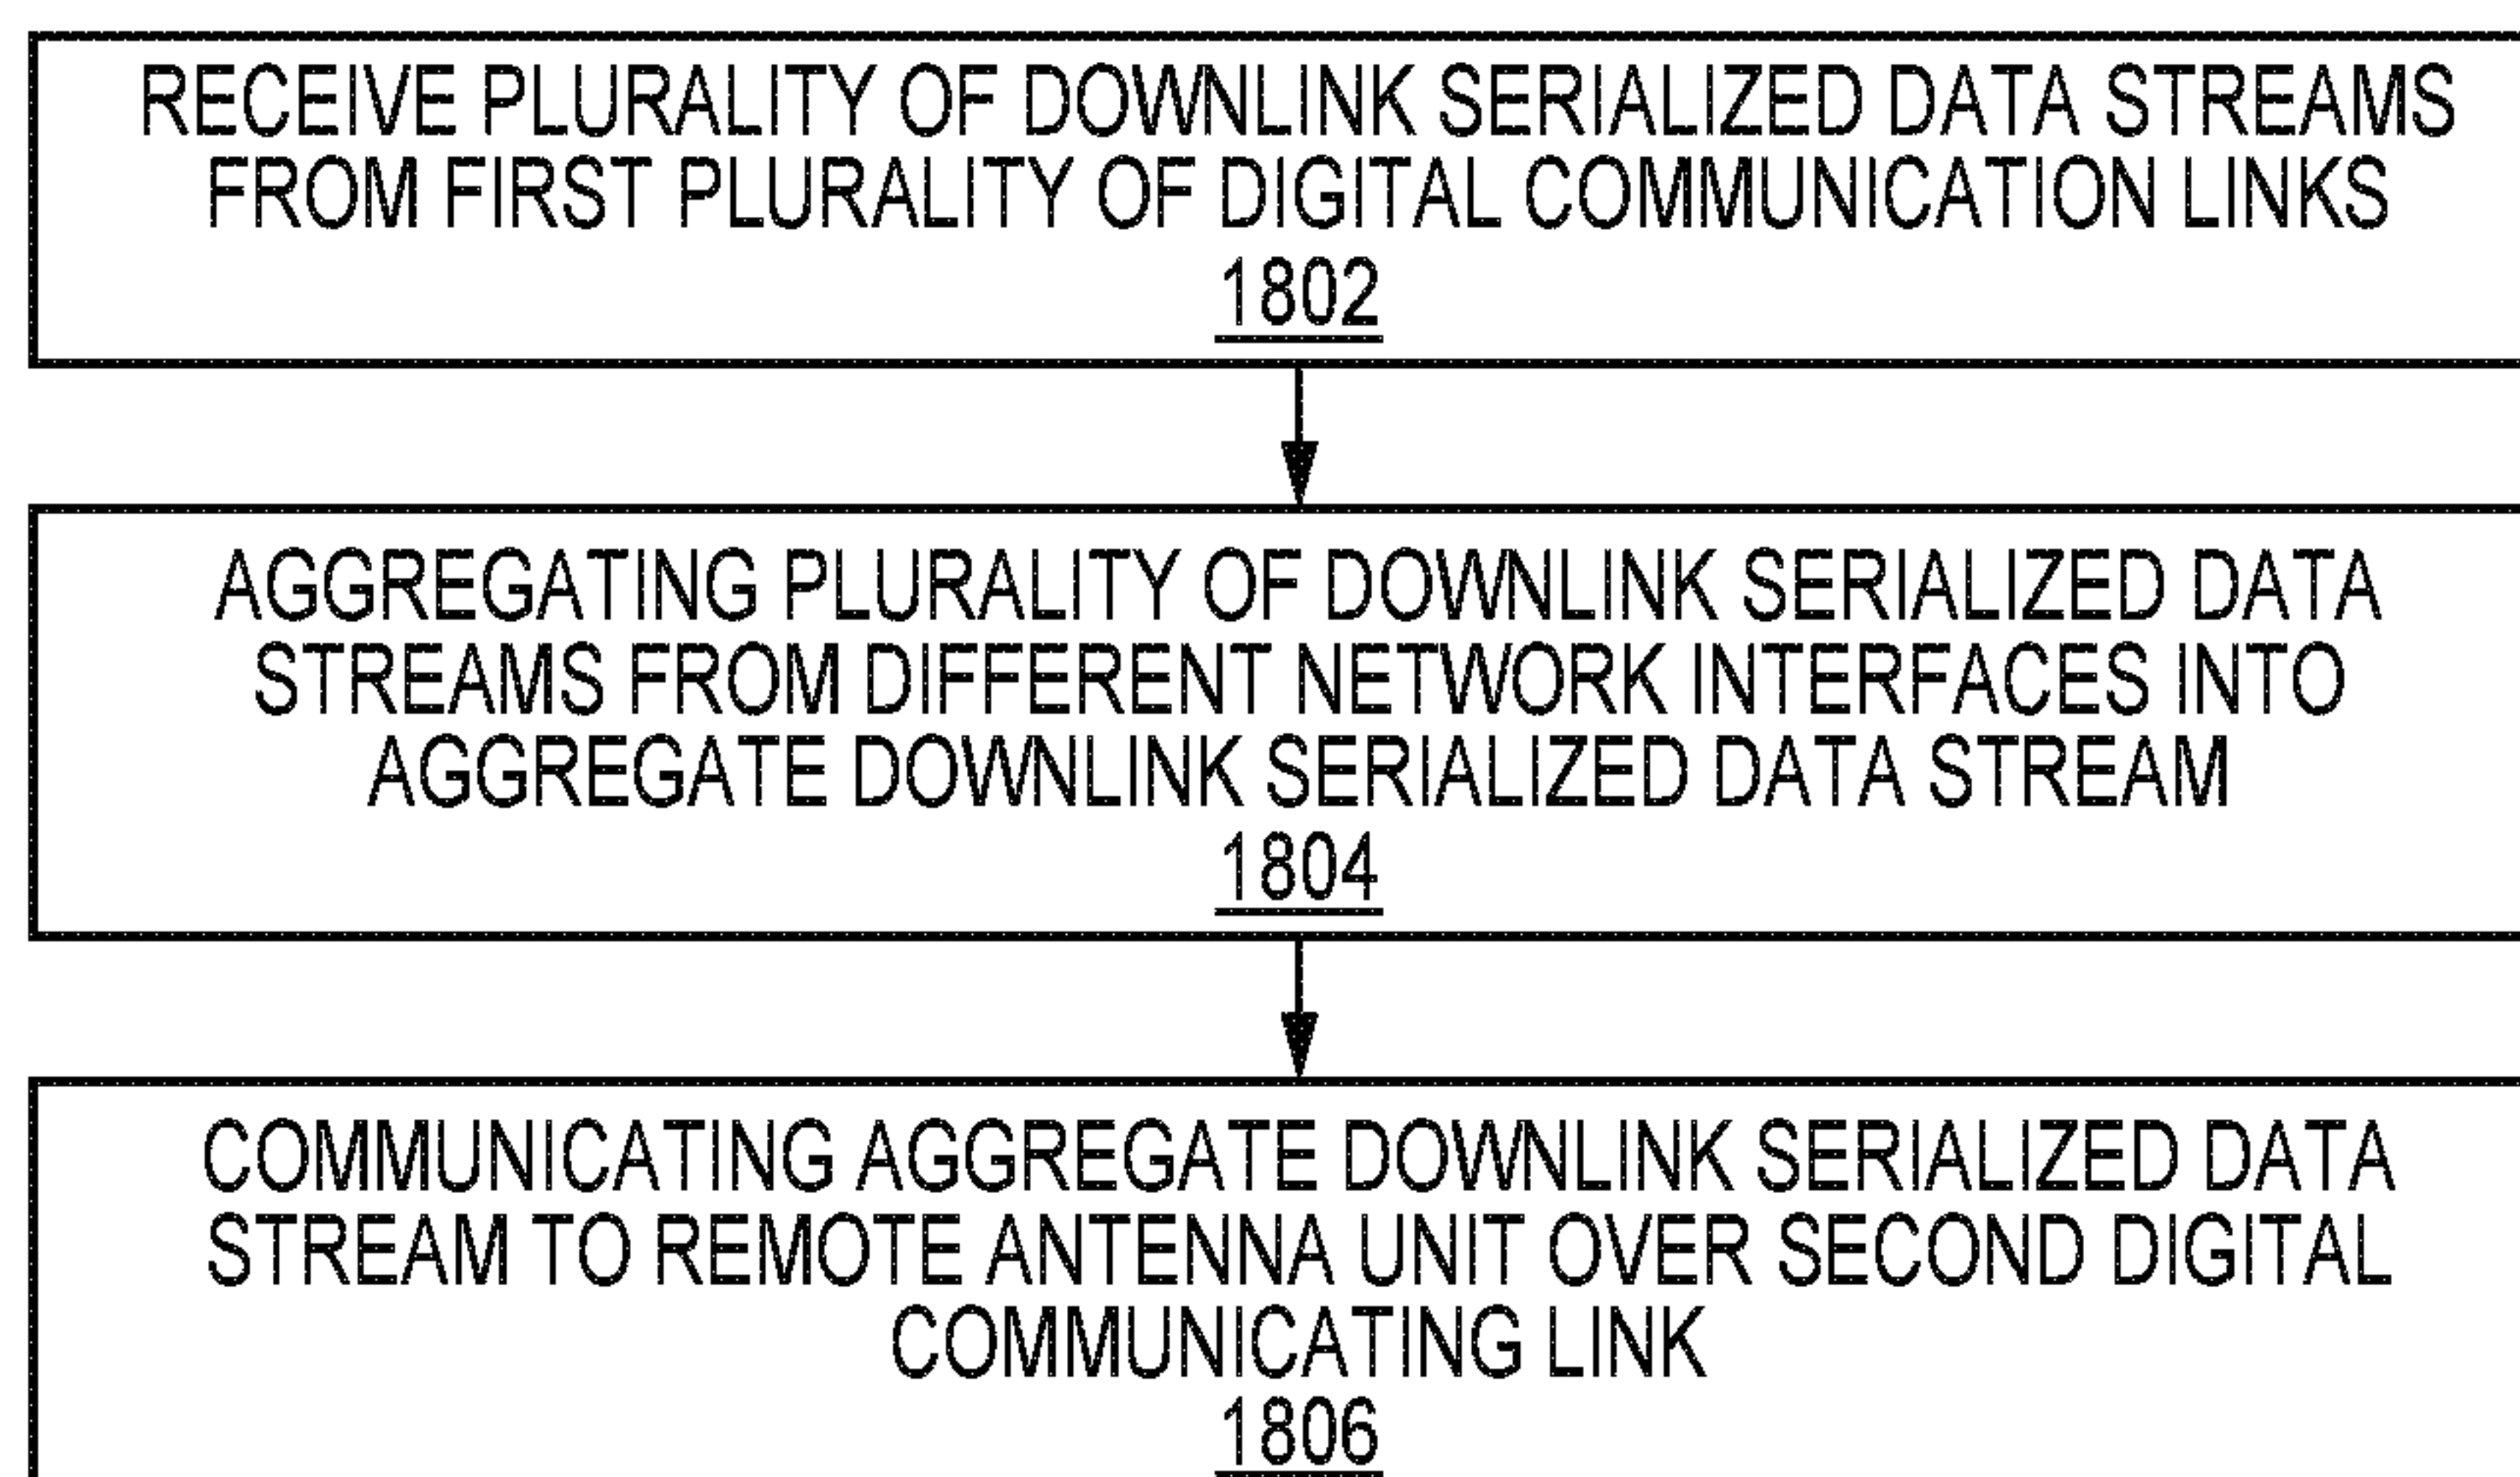 RECEIVE PLURALITY OF DOWNLINK SERIALIZED DATA STREAMS
FROM FIRST PLURALITY OF DIGITAL COMMUNICATION LINKS
1802
AGGREGATING PLURALITY OF DOWNLINK SERIALIZED DATA
STREAMS FROM DIFFERENT NETWORK INTERFACES INTO
AGGREGATE DOWNLINK SERIALIZED DATA STREAM
1804
COMMUNICATING AGGREGATE DOWNLINK SERIALIZED DATA
STREAM TO REMOTE ANTENNA UNIT OVER SECOND DIGITAL
COMMUNICATING LINK
1806